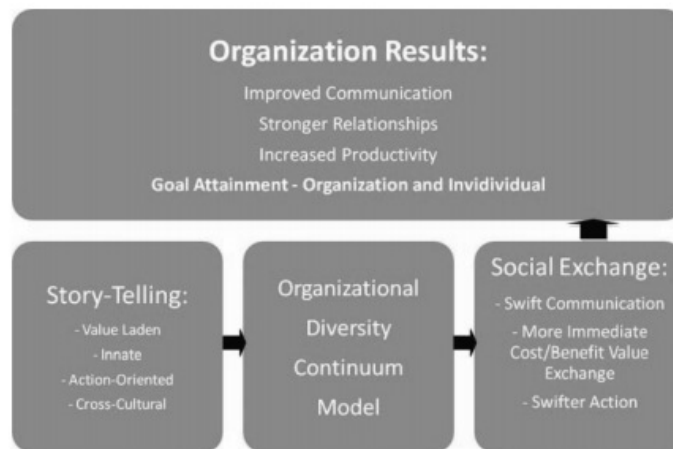 Organization Results:
Improved Communication
Stronger Relationships
Increased Productivity
Goal Attainment - Organization and Invidividual
Story-Telling:
- Value Laden
- Innate
- Action-Oriented
- Cross-Cultural
Organizational
Diversity
Continuum
Model
Social Exchange:
- Swift Communication
- More Immediate
Cost/Benefit Value
Exchange
- Swifter Action